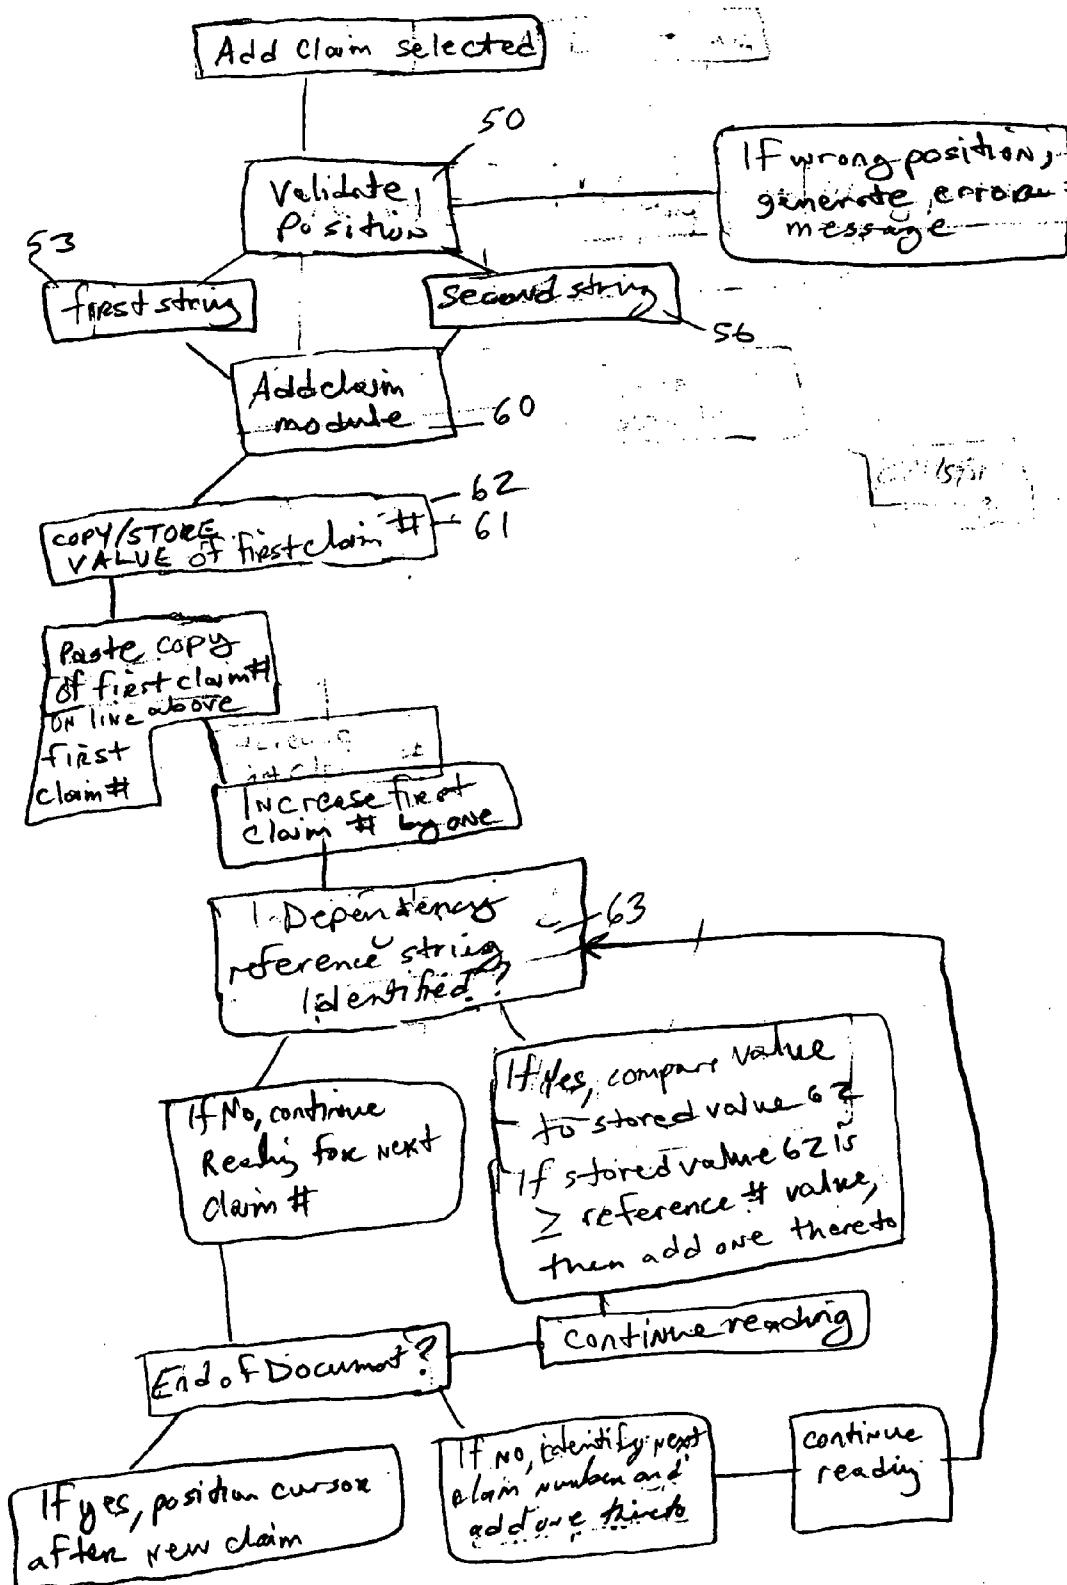 Add Claim selected
50
Validate
Position
If wrong position,
generate error
message
53
first string
second string
56
Add claim
module
60
COPY/STORE
VALUE of first claim #
62
61
Paste copy
of first claim #
on line above
first
claim #
Increase first
claim # by one
Dependency
reference string
Identified?
63
If Yes, compare value
to stored value 62
If stored value 62 is
≥ reference # value,
then add one thereto
If No, continue
Reading for next
claim #
continue reading
End of Document?
If yes, position cursor
after new claim
If no, identify next
claim number and
add one thereto
continue
reading